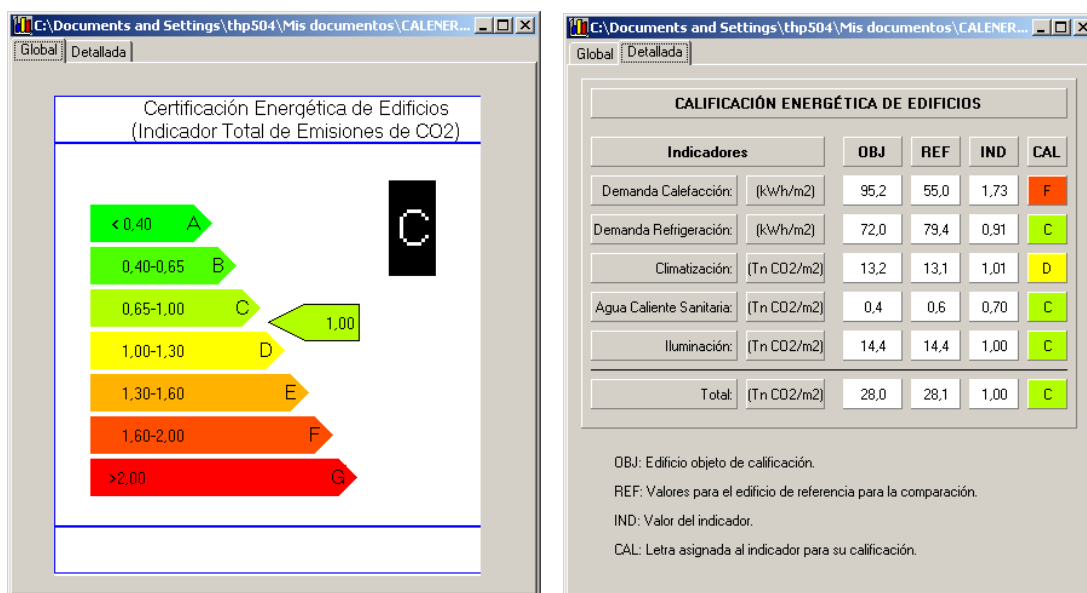 C:\Documents and Settings\thp504\Mis documentos\CALENER...
Global Detallada
Certificación Energética de Edificios
(Indicador Total de Emisiones de CO2)
C
< 0,40 A
0,40-0,65 B
0,65-1,00 C
1,00
1,00-1,30 D
1,30-1,60 E
1,60-2,00 F
>2,00 G
C:\Documents and Settings\thp504\Mis documentos\CALENER...
Global Detallada
CALIFICACIÓN ENERGÉTICA DE EDIFICIOS
Indicadores OBJ REF IND CAL
Demanda Calefacción: (kWh/m2) 95,2 55,0 1,73 F
Demanda Refrigeración: (kWh/m2) 72,0 79,4 0,91 C
Climatización: (Tn CO2/m2) 13,2 13,1 1,01 D
Agua Caliente Sanitaria: (Tn CO2/m2) 0,4 0,6 0,70 C
Iluminación: (Tn CO2/m2) 14,4 14,4 1,00 C
Total: (Tn CO2/m2) 28,0 28,1 1,00 C
OBJ: Edificio objeto de calificación.
REF: Valores para el edificio de referencia para la comparación.
IND: Valor del indicador.
CAL: Letra asignada al indicador para su calificación.